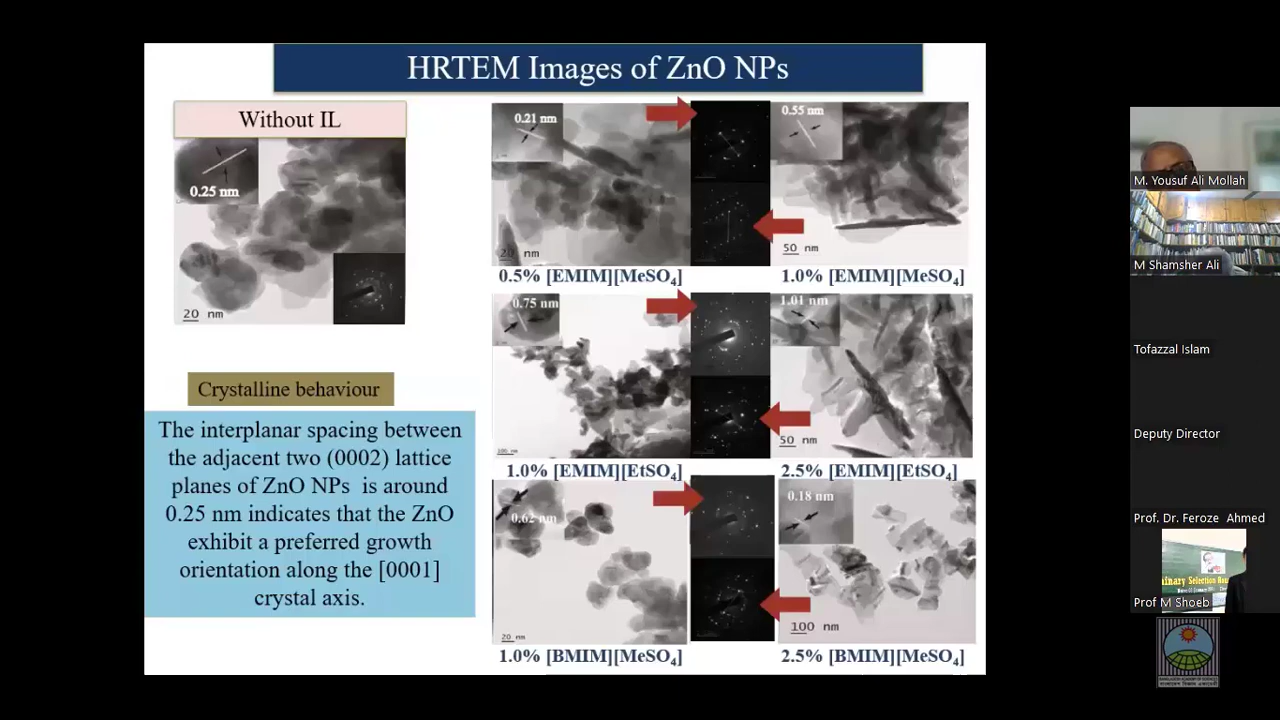 HRTEM Images of ZnO NPs
Without IL
0.25 nm
20 nm
0.21 nm
20 nm
0.55 nm
50 nm
0.5% [EMIM][MeSO₄]
1.0% [EMIM][MeSO₄]
0.75 nm
1.01 nm
50 nm
1.0% [EMIM][EtSO₄]
2.5% [EMIM][EtSO₄]
0.62 nm
20 nm
0.18 nm
100 nm
1.0% [BMIM][MeSO₄]
2.5% [BMIM][MeSO₄]
Crystalline behaviour
The interplanar spacing between
the adjacent two (0002) lattice
planes of ZnO NPs is around
0.25 nm indicates that the ZnO
exhibit a preferred growth
orientation along the [0001]
crystal axis.
M. Yousuf Ali Mollah
M Shamsher Ali
Tofazzal Islam
Deputy Director
Prof. Dr. Feroze Ahmed
Prof M Shoeb